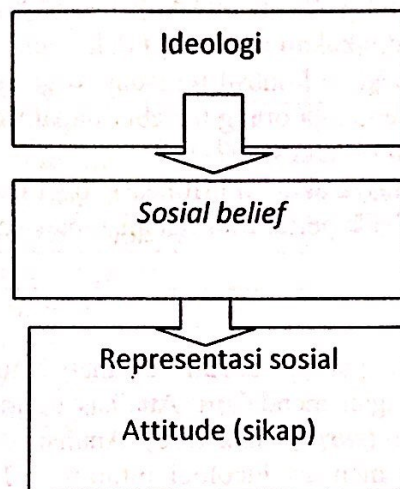 Ideologi
Sosial belief
Representasi sosial
Attitude (sikap)